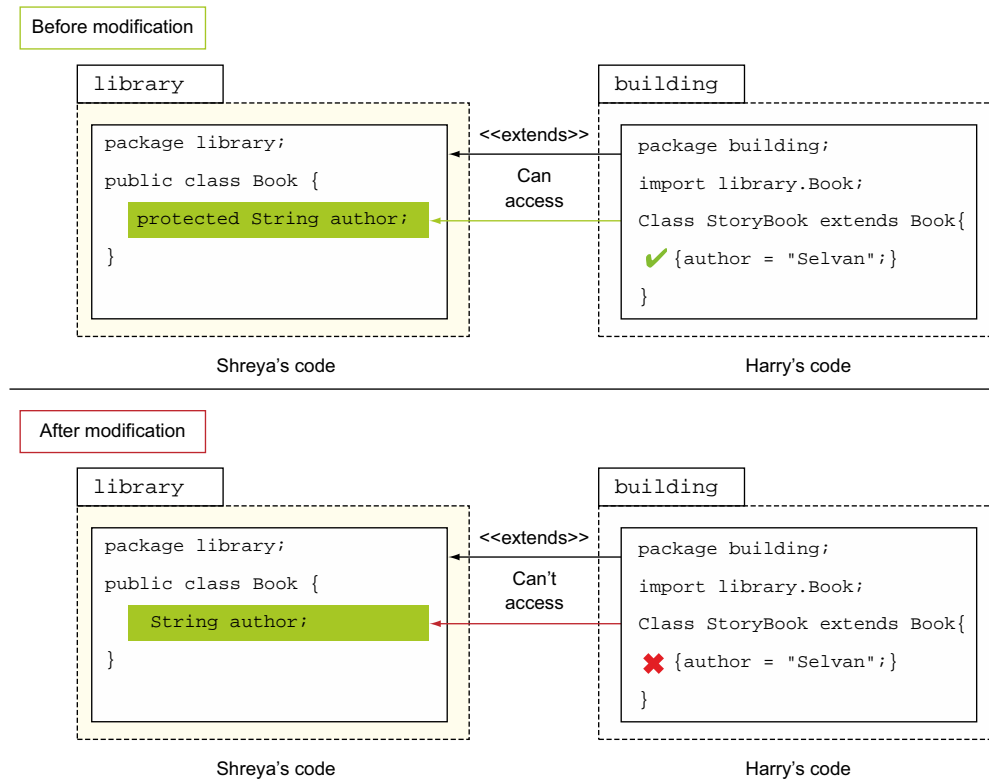 Before modification
library
package library;
public class Book {
protected String author;
}
Shreya’s code
<<extends>>
Can
access
building
package building;
import library.Book;
Class StoryBook extends Book{
{author = "Selvan";}
}
Harry’s code
After modification
library
package library;
public class Book {
String author;
}
Shreya’s code
<<extends>>
Can’t
access
building
package building;
import library.Book;
Class StoryBook extends Book{
{author = "Selvan";}
}
Harry’s code